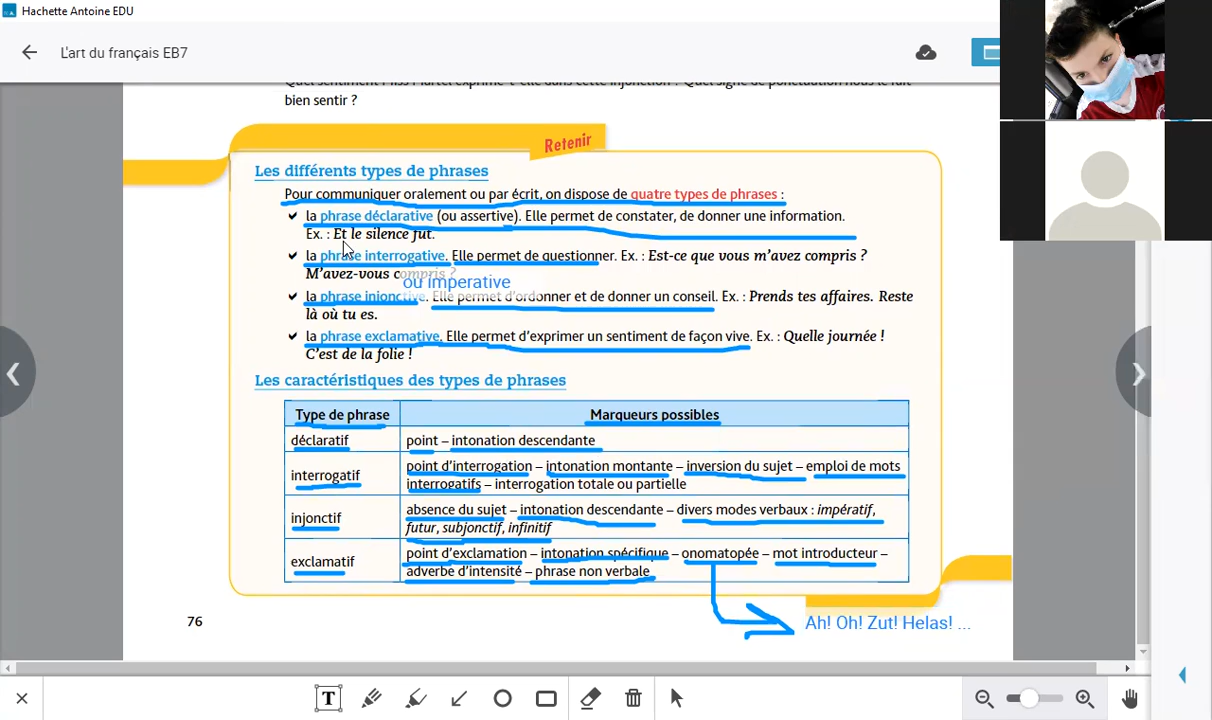 Hachette Antoine EDU
L'art du français EB7
bien sentir ?
Retenir
Les différents types de phrases
Pour communiquer oralement ou par écrit, on dispose de quatre types de phrases :
la phrase déclarative (ou assertive). Elle permet de constater, de donner une information.
Ex. : Et le silence fut.
la phrase interrogative. Elle permet de questionner. Ex. : Est-ce que vous m'avez compris ?
M'avez-vous compris ?
ou imperative
la phrase injonctive. Elle permet d'ordonner et de donner un conseil. Ex. : Prends tes affaires. Reste
là où tu es.
la phrase exclamative. Elle permet d'exprimer un sentiment de façon vive. Ex. : Quelle journée !
C'est de la folie !
Les caractéristiques des types de phrases
Type de phrase Marqueurs possibles
déclaratif point – intonation descendante
interrogatif point d'interrogation – intonation montante – inversion du sujet – emploi de mots
interrogatifs – interrogation totale ou partielle
injonctif absence du sujet – intonation descendante – divers modes verbaux : impératif,
futur, subjonctif, infinitif
exclamatif point d'exclamation – intonation spécifique – onomatopée – mot introducteur –
adverbe d'intensité – phrase non verbale
76
Ah! Oh! Zut! Helas! ...
T